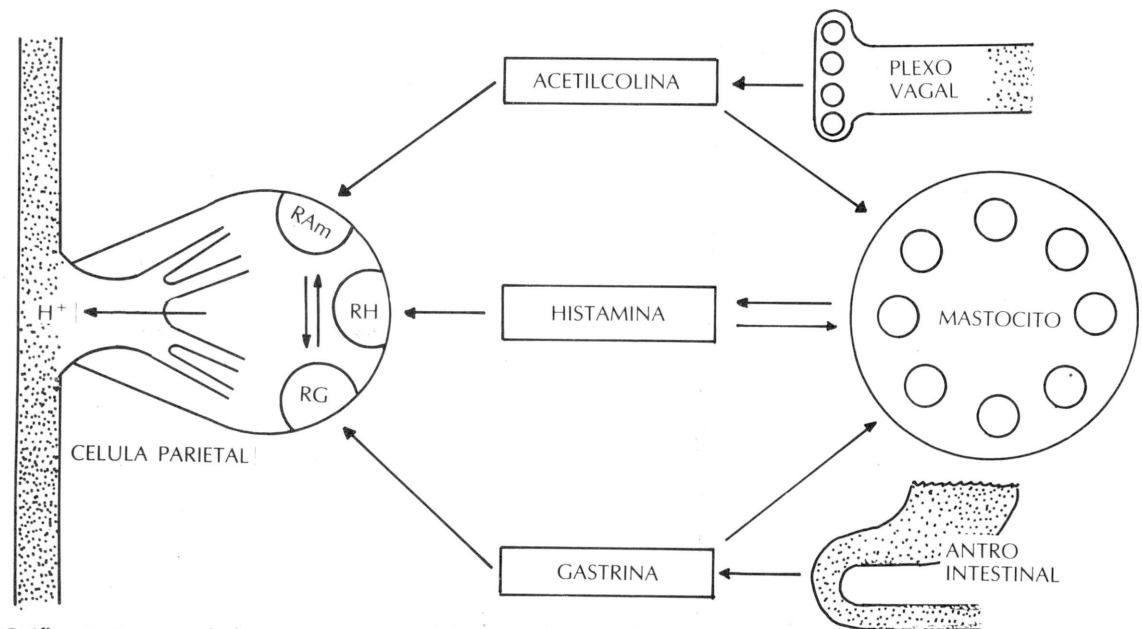 ACETILCOLINA
PLEXO
VAGAL
RAm
H+
RH
HISTAMINA
MASTOCITO
RG
CELULA PARIETAL
GASTRINA
ANTRO
INTESTINAL